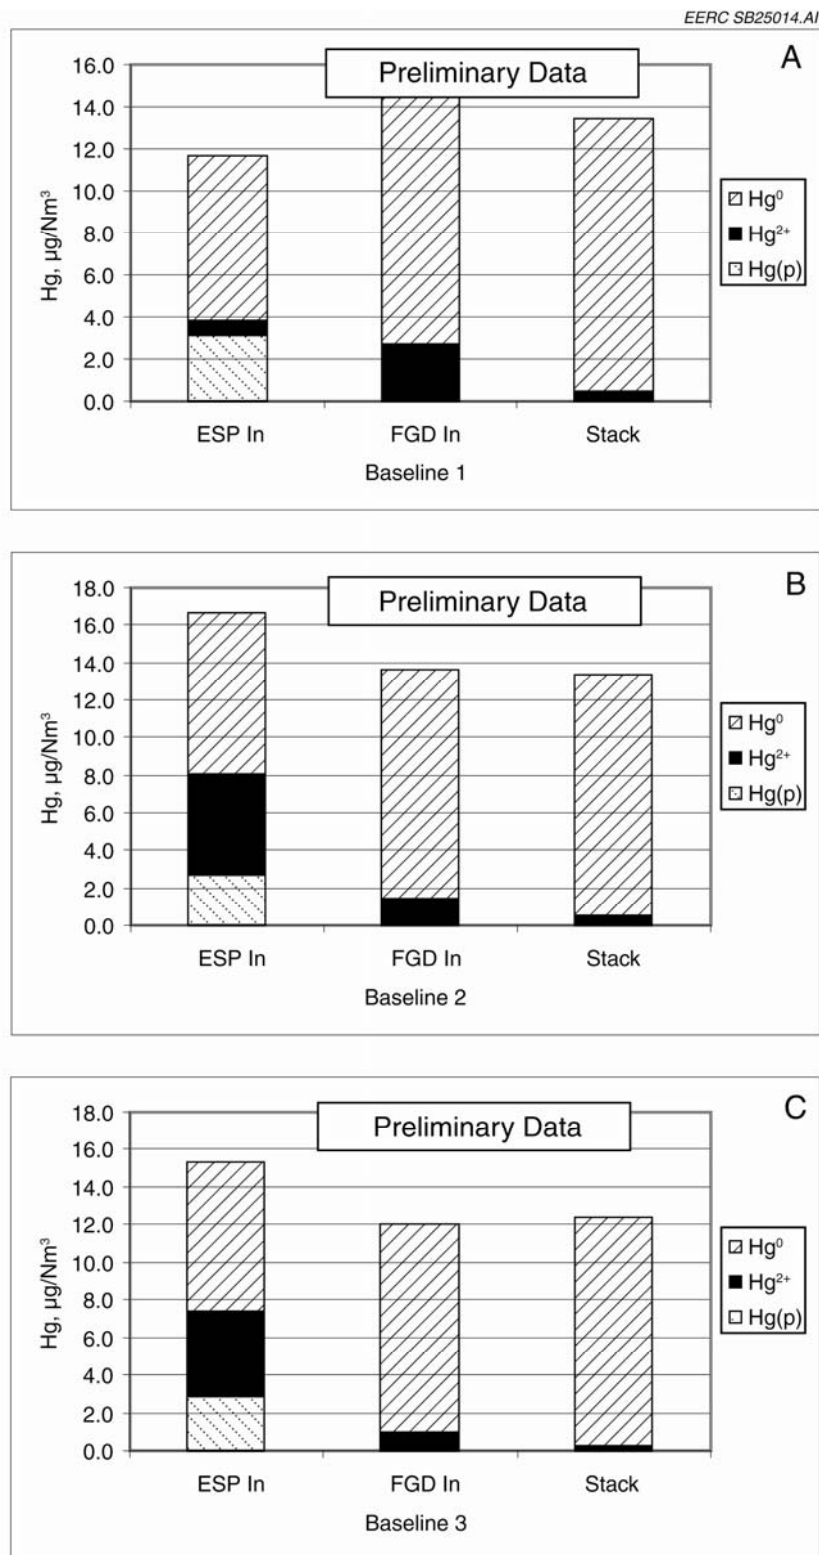 EERC SB25014.AI
A
Preliminary Data
16.0
14.0
12.0
10.0
8.0
6.0
4.0
2.0
0.0
Hg, µg/Nm³
Hg⁰
Hg²⁺
Hg(p)
ESP In FGD In Stack
Baseline 1
B
Preliminary Data
18.0
16.0
14.0
12.0
10.0
8.0
6.0
4.0
2.0
0.0
Hg, µg/Nm³
Hg⁰
Hg²⁺
Hg(p)
ESP In FGD In Stack
Baseline 2
C
Preliminary Data
18.0
16.0
14.0
12.0
10.0
8.0
6.0
4.0
2.0
0.0
Hg, µg/Nm³
Hg⁰
Hg²⁺
Hg(p)
ESP In FGD In Stack
Baseline 3